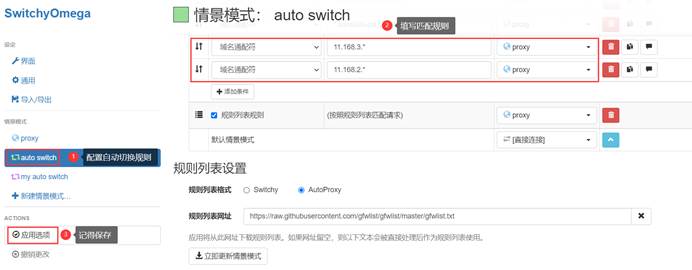 SwitchyOmega
设定
界面
通用
导入/导出
情景模式
proxy
auto switch
1 配置自动切换规则
my auto switch
新建情景模式...
ACTIONS
应用选项
3 记得保存
撤销更改
情景模式： auto switch
2 填写匹配规则
域名通配符 11.168.3.* proxy
域名通配符 11.168.2.* proxy
添加条件
规则列表规则 (按照规则列表匹配请求) proxy
默认情景模式 [直接连接]
规则列表设置
规则列表格式 Switchy AutoProxy
规则列表网址 https://raw.githubusercontent.com/gfwlist/gfwlist/master/gfwlist.txt
应用将从此网址下载规则列表。如果网址留空，则以下文本会被直接处理后作为规则列表使用。
立即更新情景模式